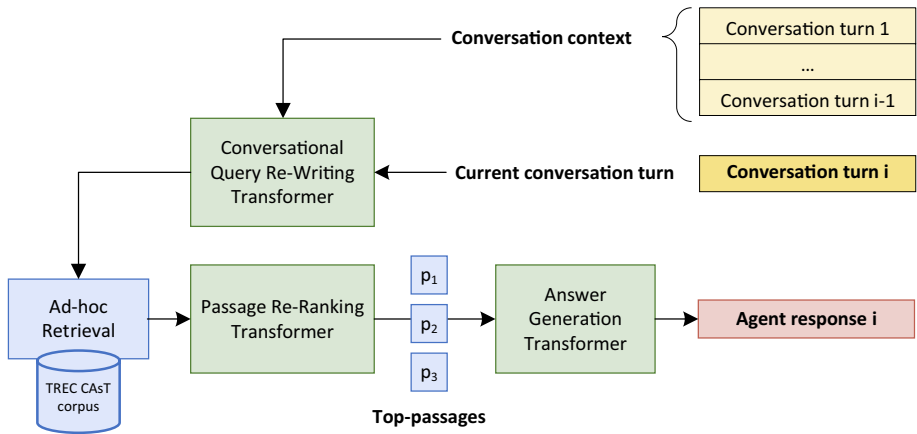 Conversation context
Conversation turn 1
...
Conversation turn i-1
Conversational
Query Re-Writing
Transformer
Current conversation turn
Conversation turn i
Ad-hoc
Retrieval
TREC CAsT
corpus
Passage Re-Ranking
Transformer
p₁
p₂
p₃
Top-passages
Answer
Generation
Transformer
Agent response i